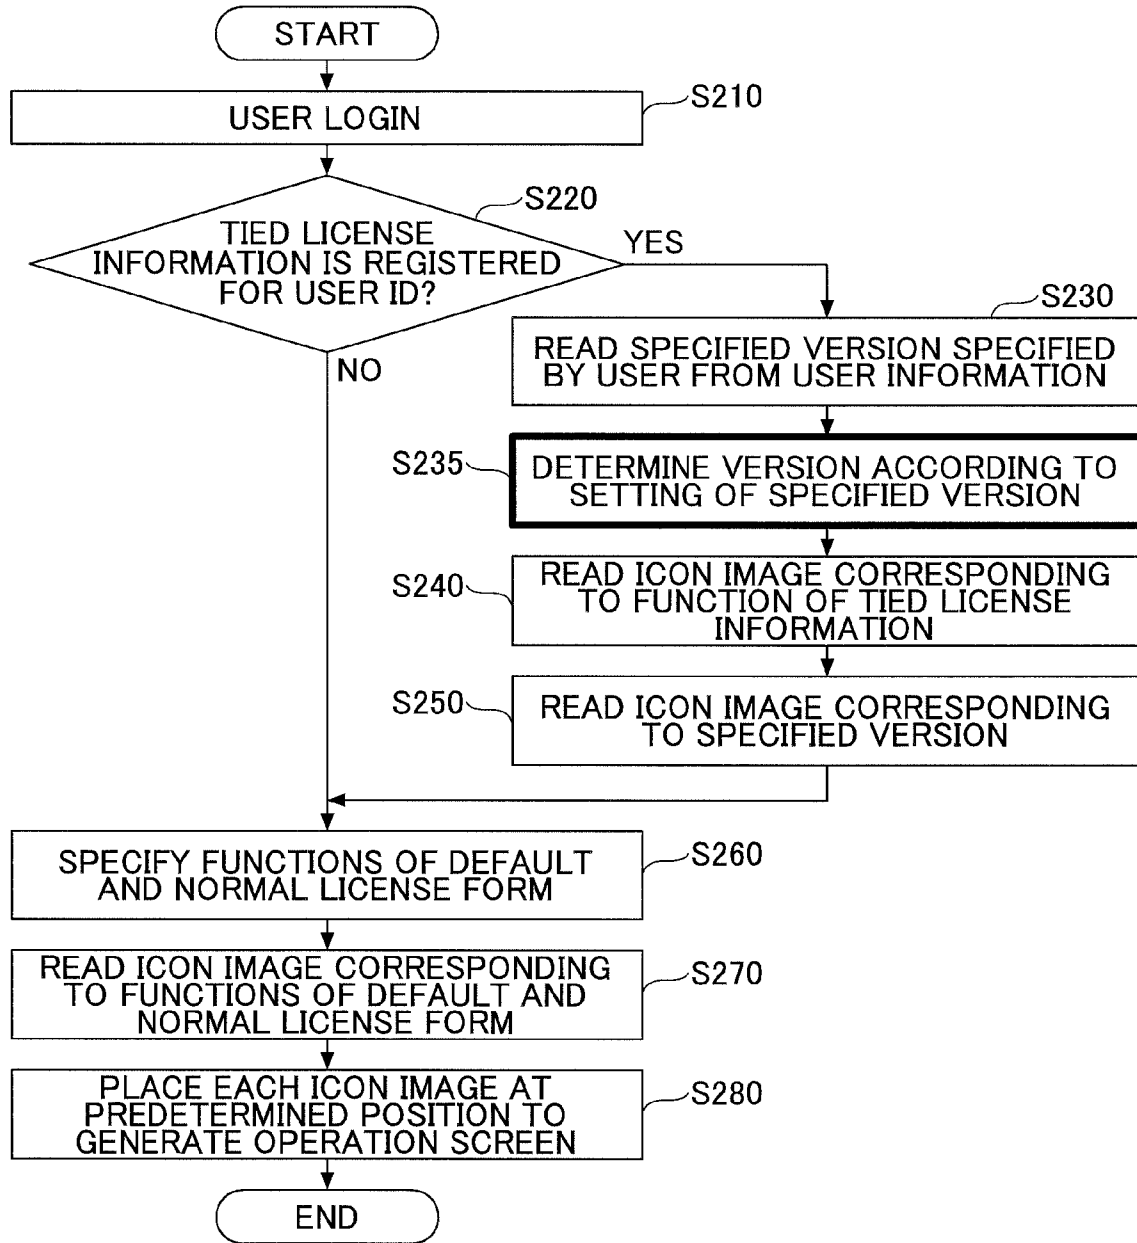 START
S210
USER LOGIN
S220
TIED LICENSE
INFORMATION IS REGISTERED
FOR USER ID?
YES
NO
S230
READ SPECIFIED VERSION SPECIFIED
BY USER FROM USER INFORMATION
S235
DETERMINE VERSION ACCORDING TO
SETTING OF SPECIFIED VERSION
S240
READ ICON IMAGE CORRESPONDING
TO FUNCTION OF TIED LICENSE
INFORMATION
S250
READ ICON IMAGE CORRESPONDING
TO SPECIFIED VERSION
S260
SPECIFY FUNCTIONS OF DEFAULT
AND NORMAL LICENSE FORM
S270
READ ICON IMAGE CORRESPONDING
TO FUNCTIONS OF DEFAULT AND
NORMAL LICENSE FORM
S280
PLACE EACH ICON IMAGE AT
PREDETERMINED POSITION TO
GENERATE OPERATION SCREEN
END